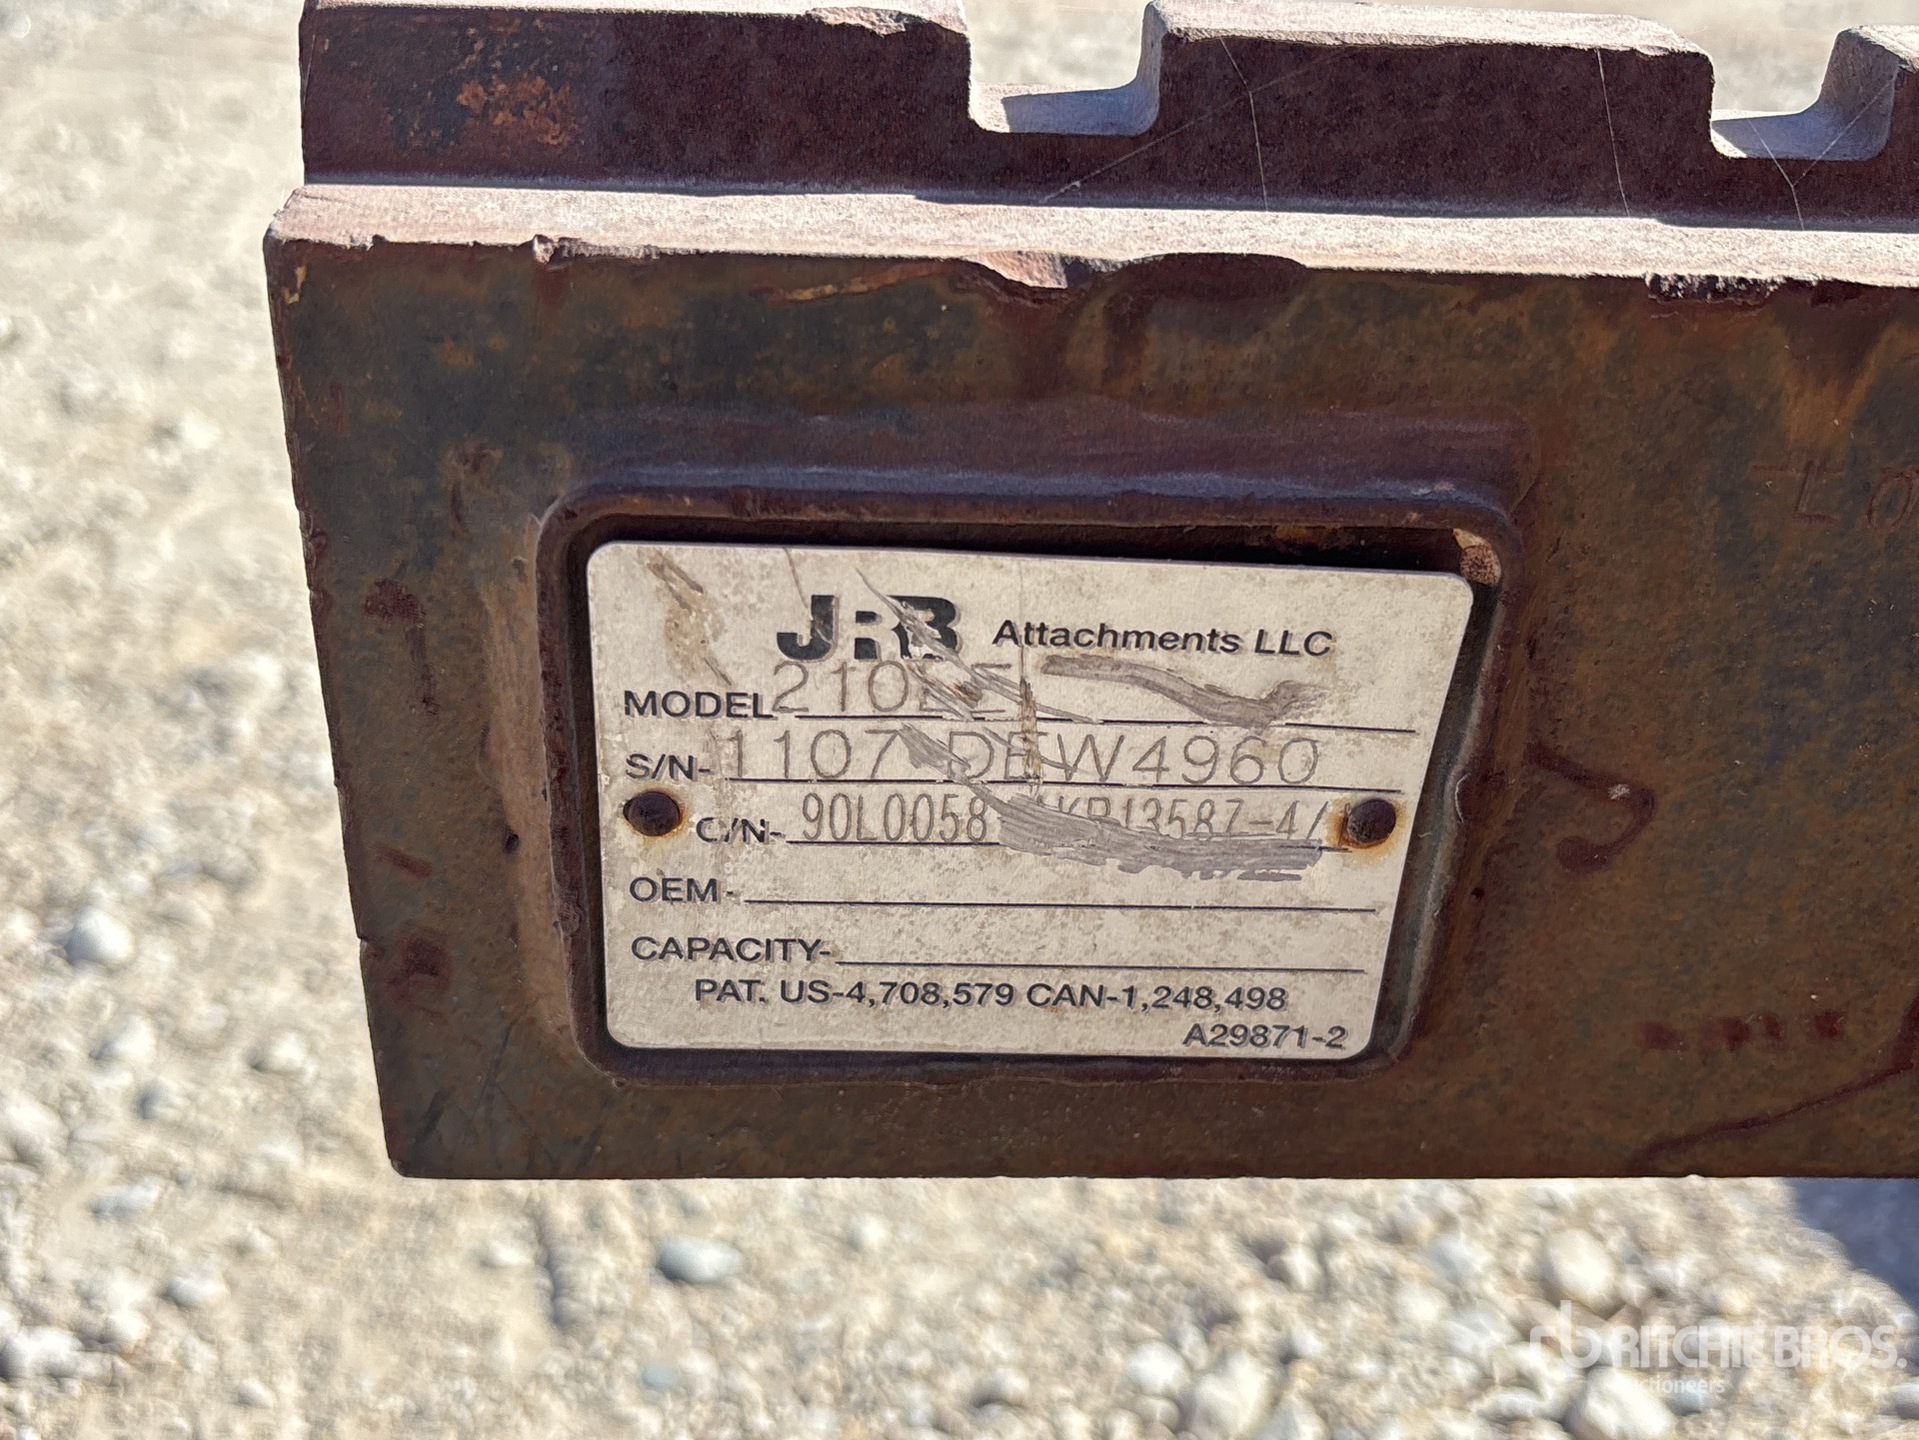 JRB Attachments LLC
MODEL
S/N- 1107 DEW4960
C/N- 90L0058
OEM-
CAPACITY-
PAT. US-4,708,579 CAN-1,248,498
A29871-2
RITCHIE BROS.
Auctioneers